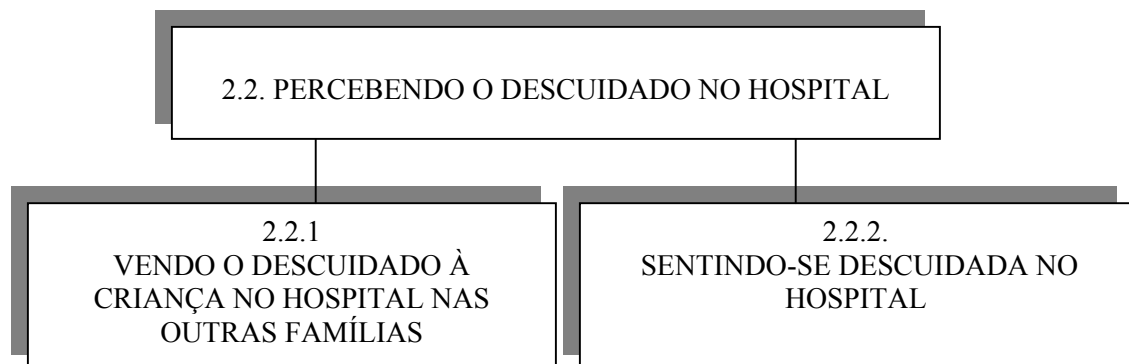 2.2. PERCEBENDO O DESCUIDADO NO HOSPITAL
2.2.1
VENDO O DESCUIDADO À
CRIANÇA NO HOSPITAL NAS
OUTRAS FAMÍLIAS
2.2.2.
SENTINDO-SE DESCUIDADA NO
HOSPITAL